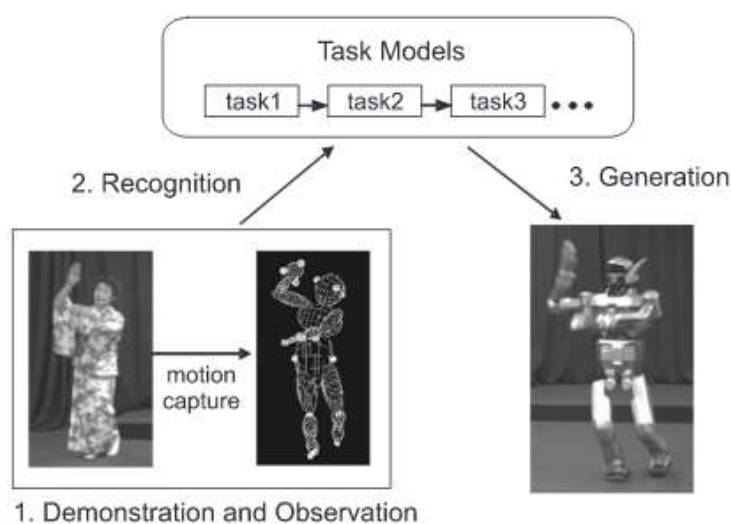 Task Models
task1
task2
task3
2. Recognition
3. Generation
motion
capture
1. Demonstration and Observation